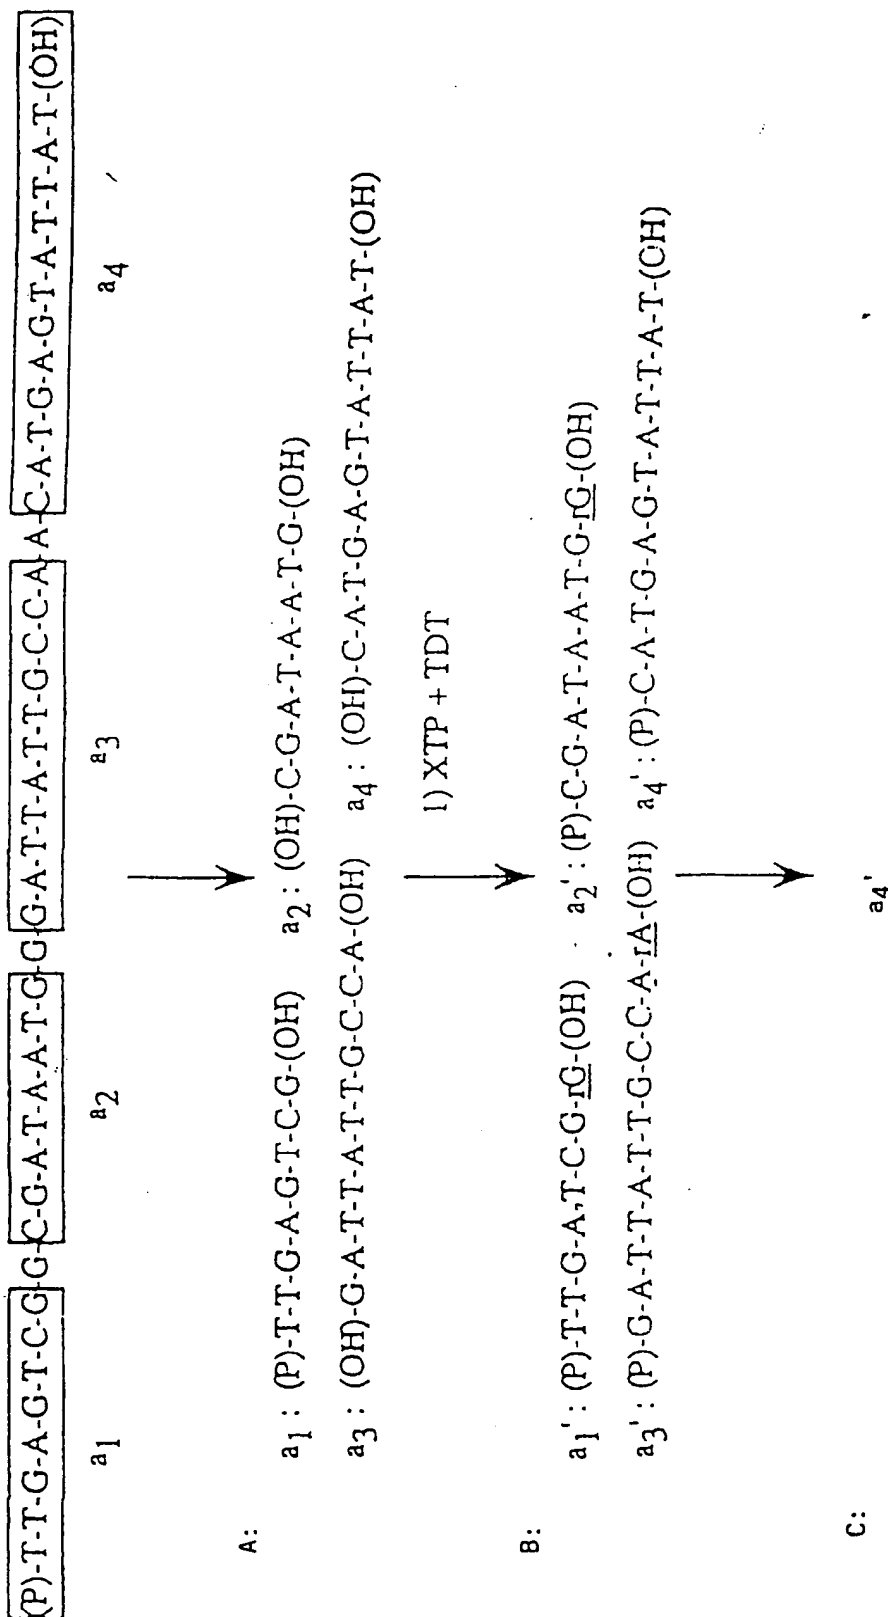 (P)-T-T-G-A-G-T-C-G-G-C-G-A-T-A-A-T-G-G-G-A-T-T-A-T-T-G-C-C-A-A-C-A-T-G-A-G-T-A-T-T-A-T-(OH)
a1 a2 a3 a4
A:
a1 : (P)-T-T-G-A-G-T-C-G-(OH) a2 : (OH)-C-G-A-T-A-A-T-G-(OH)
a3 : (OH)-G-A-T-T-A-T-T-G-C-C-A-(OH) a4 : (OH)-C-A-T-G-A-G-T-A-T-T-A-T-(OH)
1) XTP + TDT
B:
a1' : (P)-T-T-G-A-T-C-G-rG-(OH) a2' : (P)-C-G-A-T-A-A-T-G-rG-(OH)
a3' : (P)-G-A-T-T-A-T-T-G-C-C-A-rA-(OH) a4' : (P)-C-A-T-G-A-G-T-A-T-T-A-T-(OH)
C:
a4'